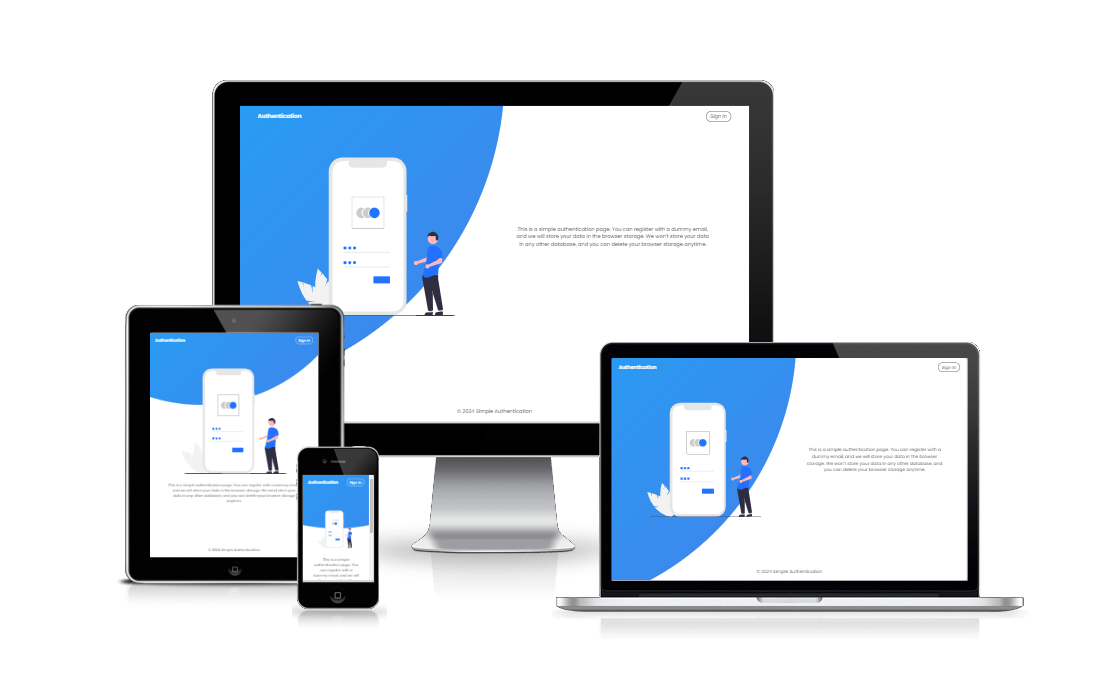 Authentication
Sign In
This is a simple authentication page. You can register with a dummy email,
and we will store your data in the browser storage. We won't store your data
in any other database, and you can delete your browser storage anytime.
© 2024 Simple Authentication
Authentication
Sign In
This is a simple authentication page. You can register with a dummy email,
and we will store your data in the browser storage. We won't store your
data in any other database, and you can delete your browser storage
anytime.
© 2024 Simple Authentication
Authentication
Sign In
This is a simple
authentication page. You
can register with a
dummy email, and we will
Authentication
Sign In
This is a simple authentication page. You can register with a
dummy email, and we will store your data in the browser
storage. We won't store your data in any other database, and
you can delete your browser storage anytime.
© 2024 Simple Authentication